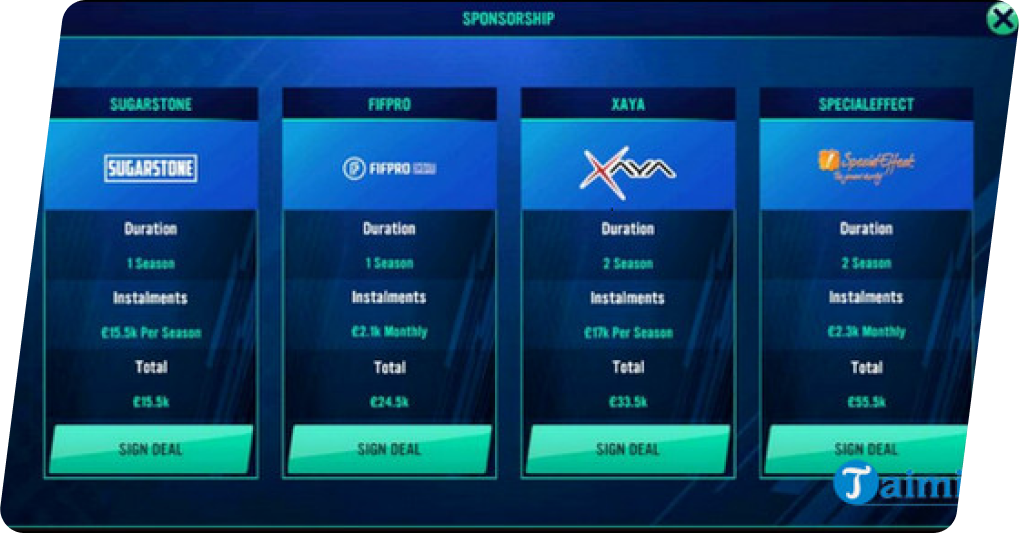 SPONSORSHIP
SUGARSTONE
SUGARSTONE
Duration
1 Season
Instalments
€15.5k Per Season
Total
€15.5k
SIGN DEAL
FIFPRO
FIFPRO
Duration
1 Season
Instalments
€2.1k Monthly
Total
€24.5k
SIGN DEAL
XAYA
XAYA
Duration
2 Season
Instalments
€17k Per Season
Total
€33.5k
SIGN DEAL
SPECIALEFFECT
SpecialEffect
Duration
2 Season
Instalments
€2.3k Monthly
Total
€55.5k
SIGN DEAL
Taimi